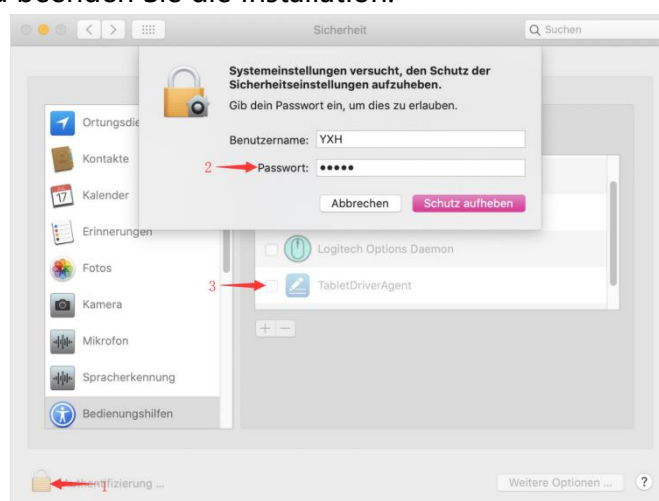 beenden Sie die Installation.
Sicherheit
Suchen
Systemeinstellungen versucht, den Schutz der
Sicherheitseinstellungen aufzuheben.
Gib dein Passwort ein, um dies zu erlauben.
Benutzername: YXH
2 Passwort: •••••
Abbrechen Schutz aufheben
Ortungsdie
Kontakte
17
Kalender
Erinnerungen
Fotos
Kamera
Mikrofon
Spracherkennung
Bedienungshilfen
Logitech Options Daemon
3 TabletDriverAgent
+ −
1
Authentifizierung ...
Weitere Optionen ... ?